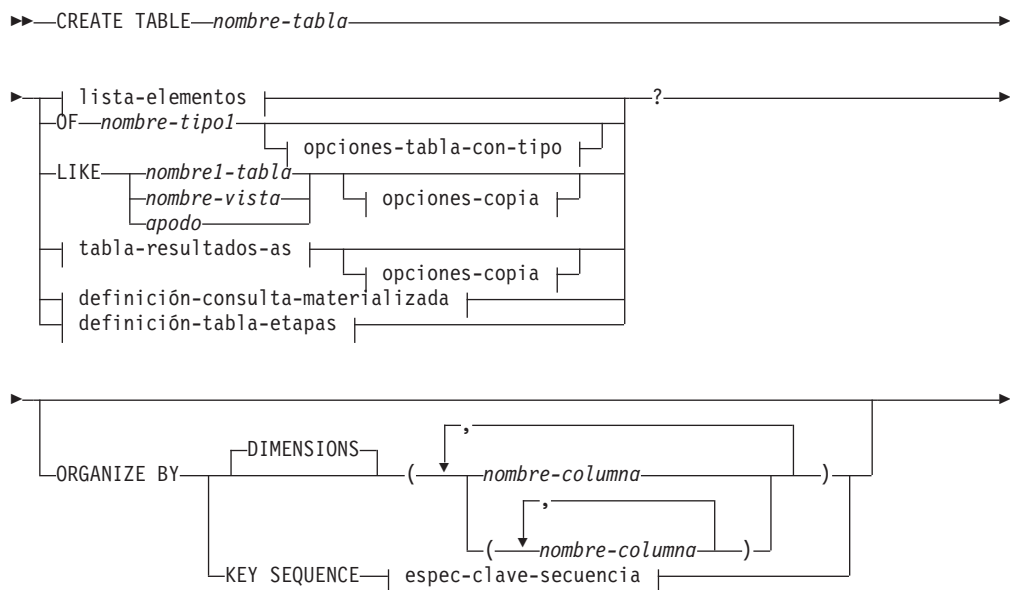 CREATE TABLE nombre-tabla
lista-elementos ?
OF nombre-tipo1
opciones-tabla-con-tipo
LIKE nombre1-tabla
nombre-vista opciones-copia
apodo
tabla-resultados-as
opciones-copia
definición-consulta-materializada
definición-tabla-etapas
,
DIMENSIONS
ORGANIZE BY ( nombre-columna )
,
( nombre-columna )
KEY SEQUENCE espec-clave-secuencia